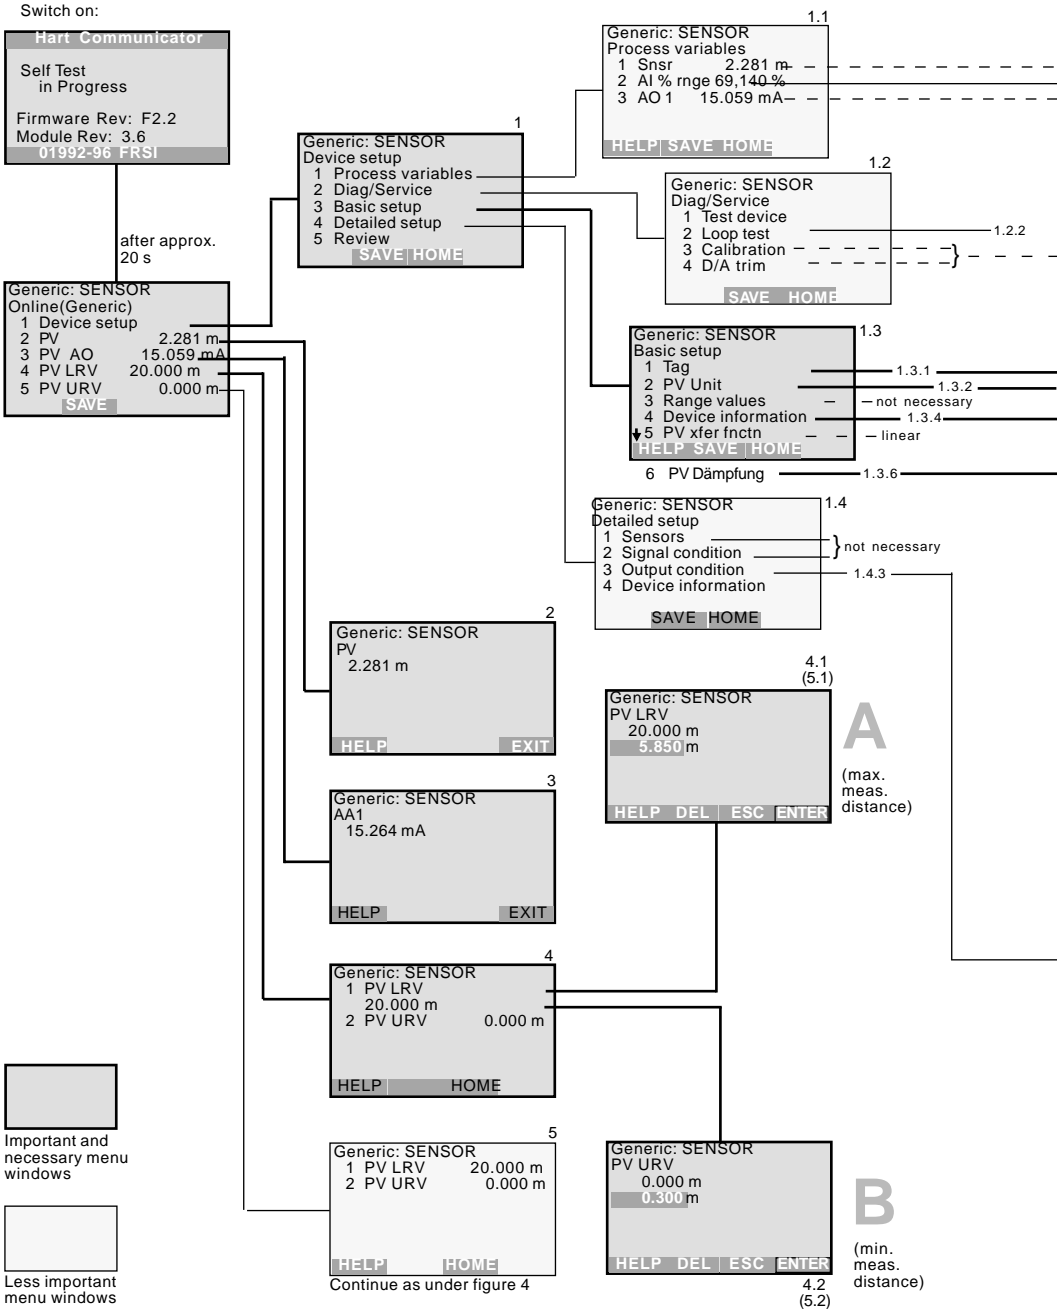 Switch on:
Hart Communicator
Self Test
in Progress
Firmware Rev: F2.2
Module Rev: 3.6
01992-96 FRSI
after approx.
20 s
Generic: SENSOR
Online(Generic)
1 Device setup
2 PV 2.281 m
3 PV AO 15.059 mA
4 PV LRV 20.000 m
5 PV URV 0.000 m
SAVE
1
Generic: SENSOR
Device setup
1 Process variables
2 Diag/Service
3 Basic setup
4 Detailed setup
5 Review
SAVE HOME
1.1
Generic: SENSOR
Process variables
1 Snsr 2.281 m
2 AI % rnge 69,140 %
3 AO 1 15.059 mA
HELP SAVE HOME
1.2
Generic: SENSOR
Diag/Service
1 Test device
2 Loop test
3 Calibration
4 D/A trim
SAVE HOME
1.2.2
1.3
Generic: SENSOR
Basic setup
1 Tag
2 PV Unit
3 Range values
4 Device information
5 PV xfer fnctn
HELP SAVE HOME
6 PV Dämpfung
1.3.1
1.3.2
not necessary
1.3.4
linear
1.3.6
1.4
Generic: SENSOR
Detailed setup
1 Sensors
2 Signal condition
3 Output condition
4 Device information
SAVE HOME
} not necessary
1.4.3
2
Generic: SENSOR
PV
2.281 m
HELP EXIT
3
Generic: SENSOR
AA1
15.264 mA
HELP EXIT
4
Generic: SENSOR
1 PV LRV
20.000 m
2 PV URV 0.000 m
HELP HOME
5
Generic: SENSOR
1 PV LRV 20.000 m
2 PV URV 0.000 m
HELP HOME
Continue as under figure 4
4.1
(5.1)
Generic: SENSOR
PV LRV
20.000 m
5.850 m
HELP DEL ESC ENTER
A
(max.
meas.
distance)
Generic: SENSOR
PV URV
0.000 m
0.300 m
HELP DEL ESC ENTER
4.2
(5.2)
B
(min.
meas.
distance)
Important and
necessary menu
windows
Less important
menu windows